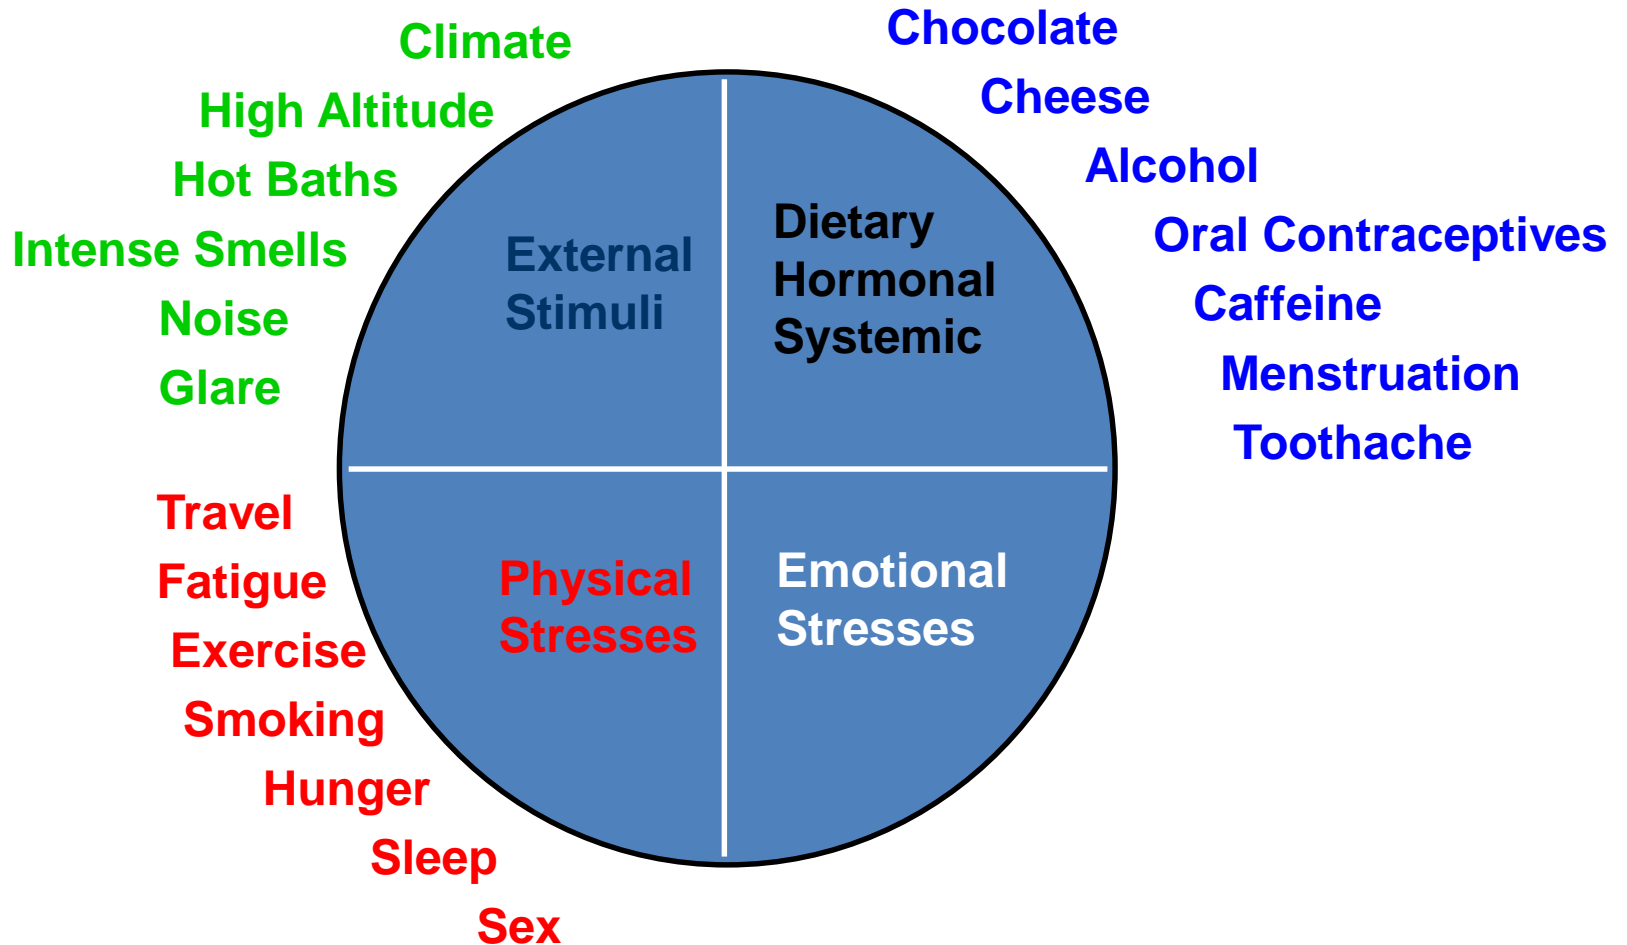 Climate
High Altitude
Hot Baths
Intense Smells
Noise
Glare
External
Stimuli
Chocolate
Cheese
Alcohol
Oral Contraceptives
Caffeine
Menstruation
Toothache
Dietary
Hormonal
Systemic
Travel
Fatigue
Exercise
Smoking
Hunger
Sleep
Sex
Physical
Stresses
Emotional
Stresses